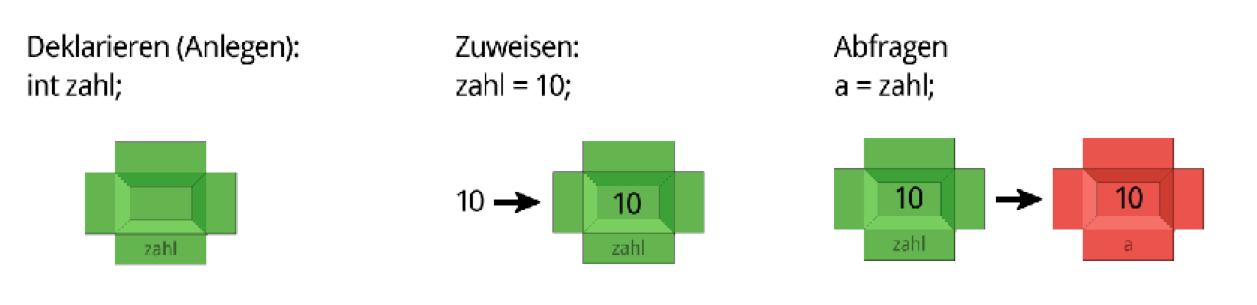 Deklarieren (Anlegen):
int zahl;
zahl
Zuweisen:
zahl = 10;
10
10
zahl
Abfragen
a = zahl;
10
zahl
10
a